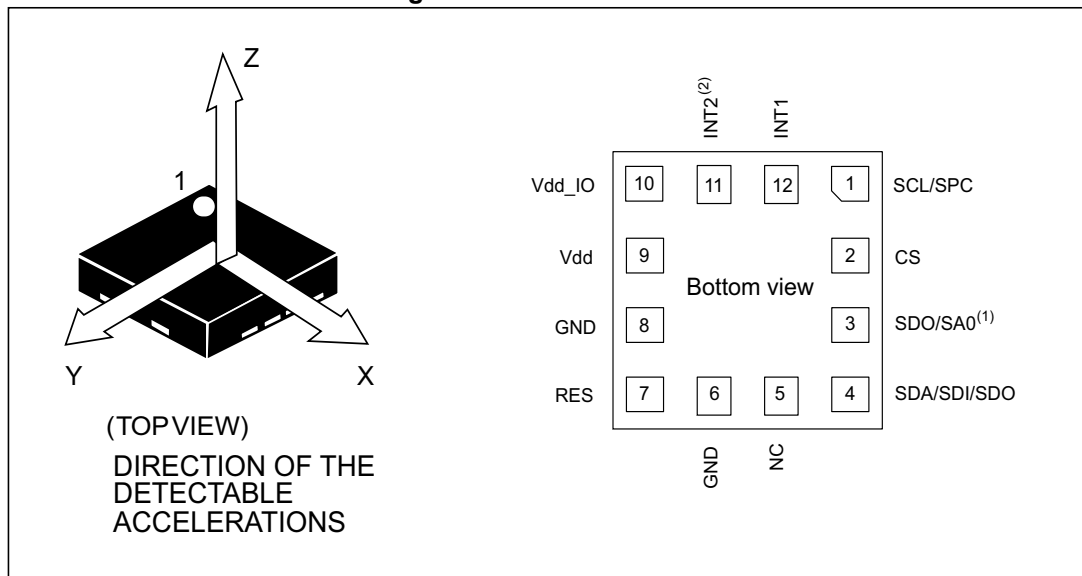 g
Z
1
Y
X
(TOP VIEW)
DIRECTION OF THE
DETECTABLE
ACCELERATIONS
INT2(2)
INT1
Vdd_IO
10
11
12
1
SCL/SPC
Vdd
9
2
CS
Bottom view
GND
8
3
SDO/SA0(1)
RES
7
6
5
4
SDA/SDI/SDO
GND
NC